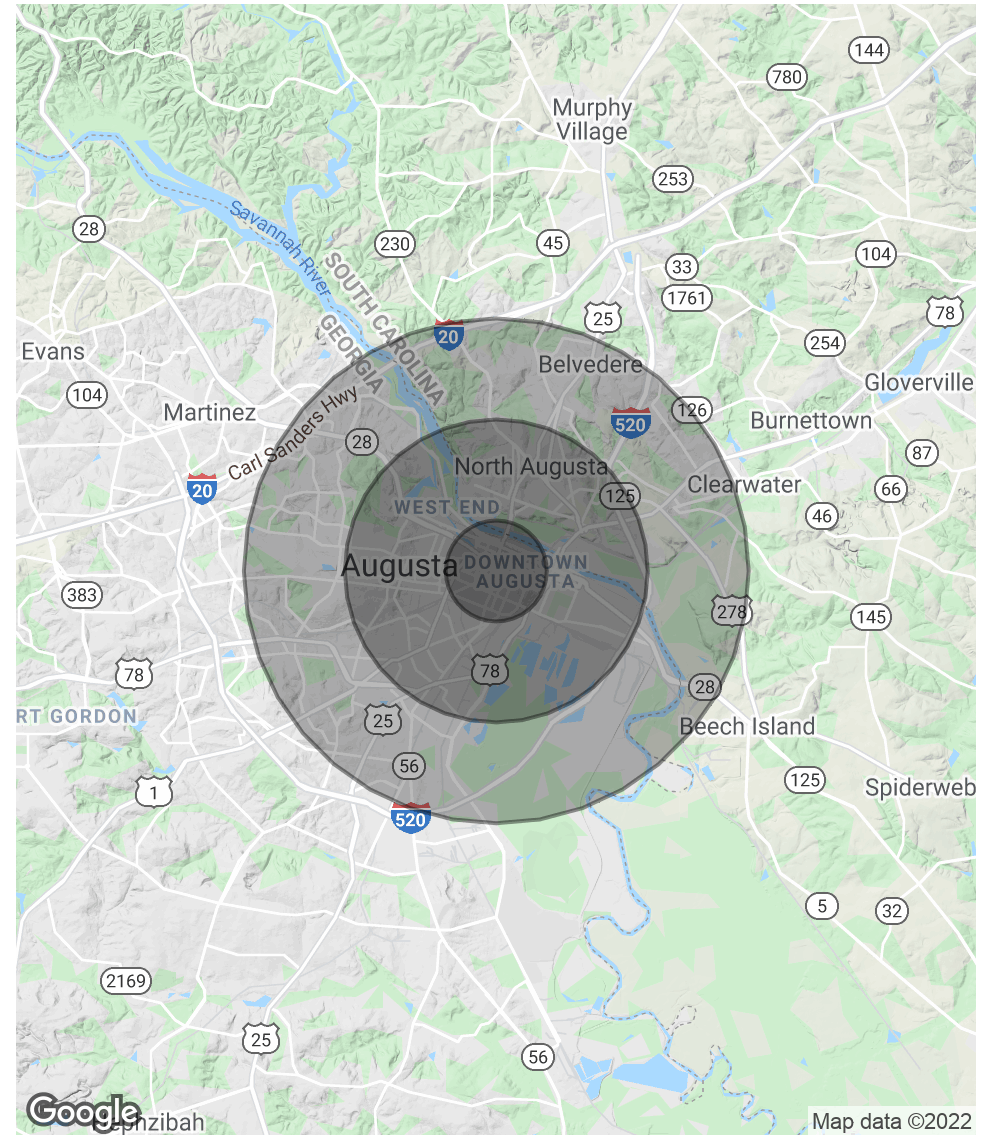 144
780
Murphy
Village
253
28
Savannah River
230
45
104
SOUTH CAROLINA
GEORGIA
33
1761
25
78
20
254
Evans
Belvedere
Gloverville
104
Martinez
Carl Sanders Hwy
126
Burnettown
520
28
87
North Augusta
20
125
Clearwater
66
WEST END
46
Augusta
DOWNTOWN
AUGUSTA
383
278
145
78
78
28
RT GORDON
25
Beech Island
56
125
1
Spiderweb
520
5
32
2169
25
56
Google
ephzibah
Map data ©2022